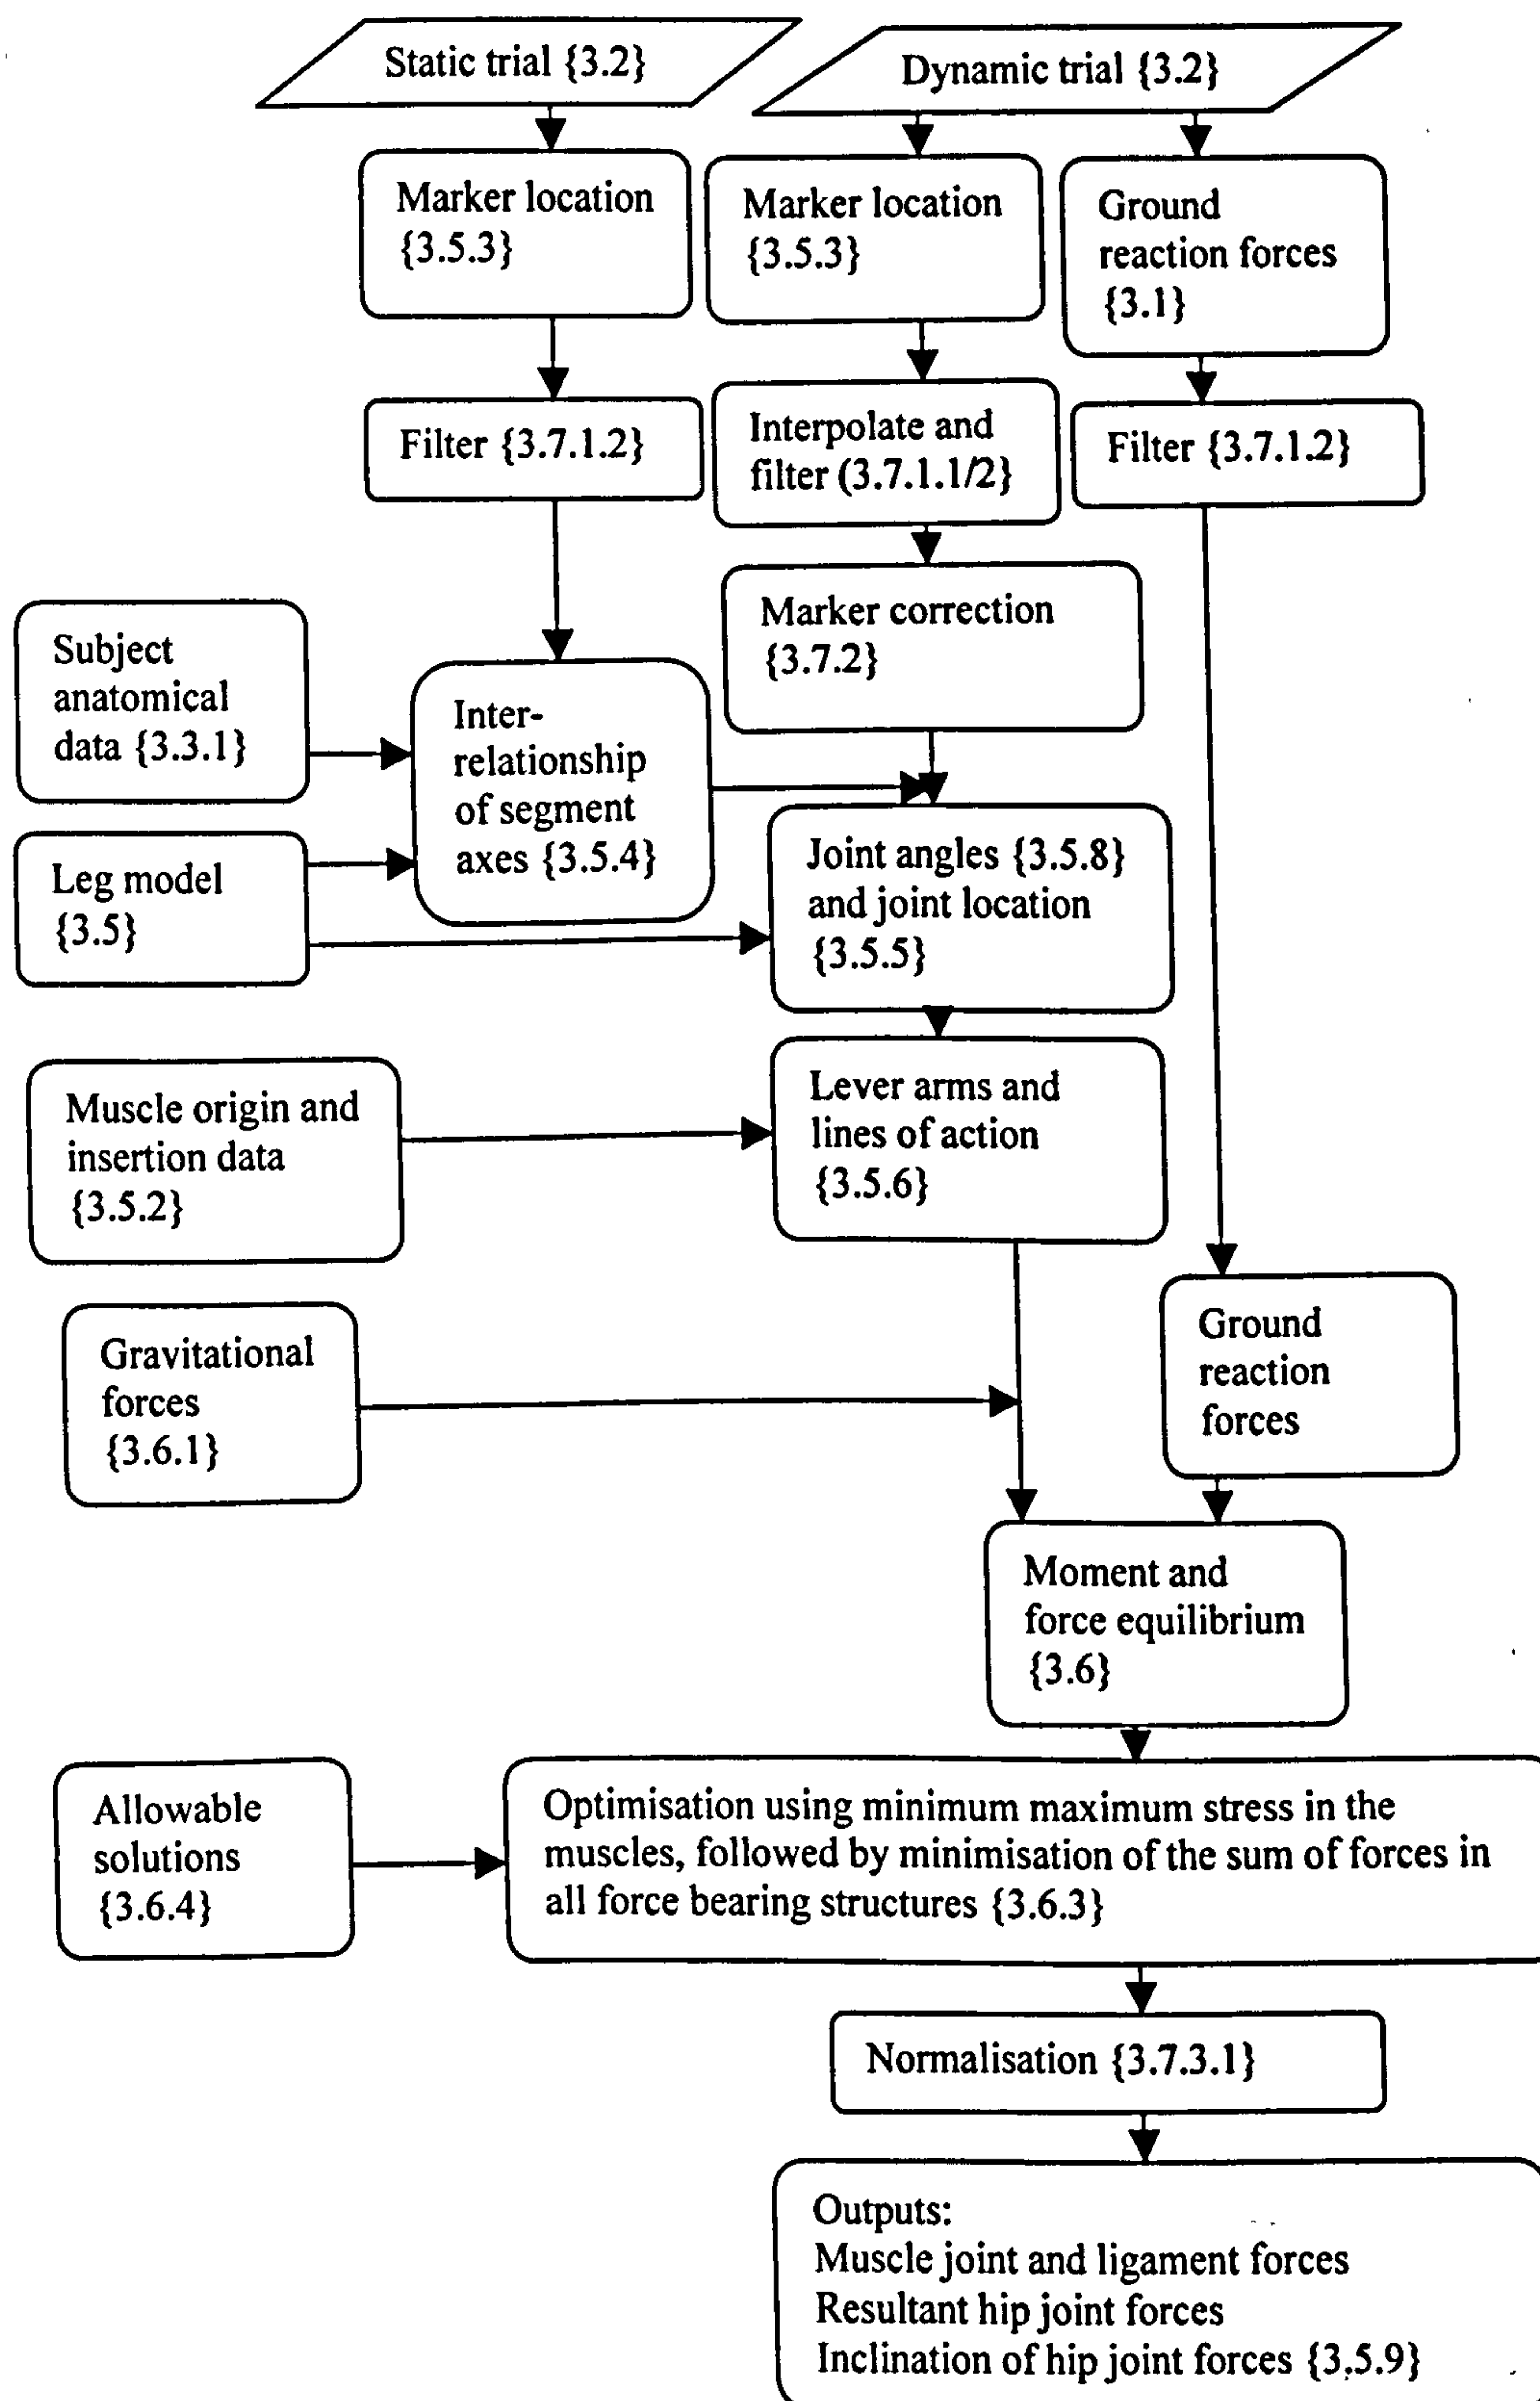 Static trial {3.2}
Dynamic trial {3.2}
Marker location
{3.5.3}
Marker location
{3.5.3}
Ground
reaction forces
{3.1}
Filter {3.7.1.2}
Interpolate and
filter (3.7.1.1/2}
Filter {3.7.1.2}
Marker correction
{3.7.2}
Subject
anatomical
data {3.3.1}
Inter-
relationship
of segment
axes {3.5.4}
Leg model
{3.5}
Joint angles {3.5.8}
and joint location
{3.5.5}
Muscle origin and
insertion data
{3.5.2}
Lever arms and
lines of action
{3.5.6}
Gravitational
forces
{3.6.1}
Ground
reaction
forces
Moment and
force equilibrium
{3.6}
Allowable
solutions
{3.6.4}
Optimisation using minimum maximum stress in the
muscles, followed by minimisation of the sum of forces in
all force bearing structures {3.6.3}
Normalisation {3.7.3.1}
Outputs:
Muscle joint and ligament forces
Resultant hip joint forces
Inclination of hip joint forces {3.5.9}